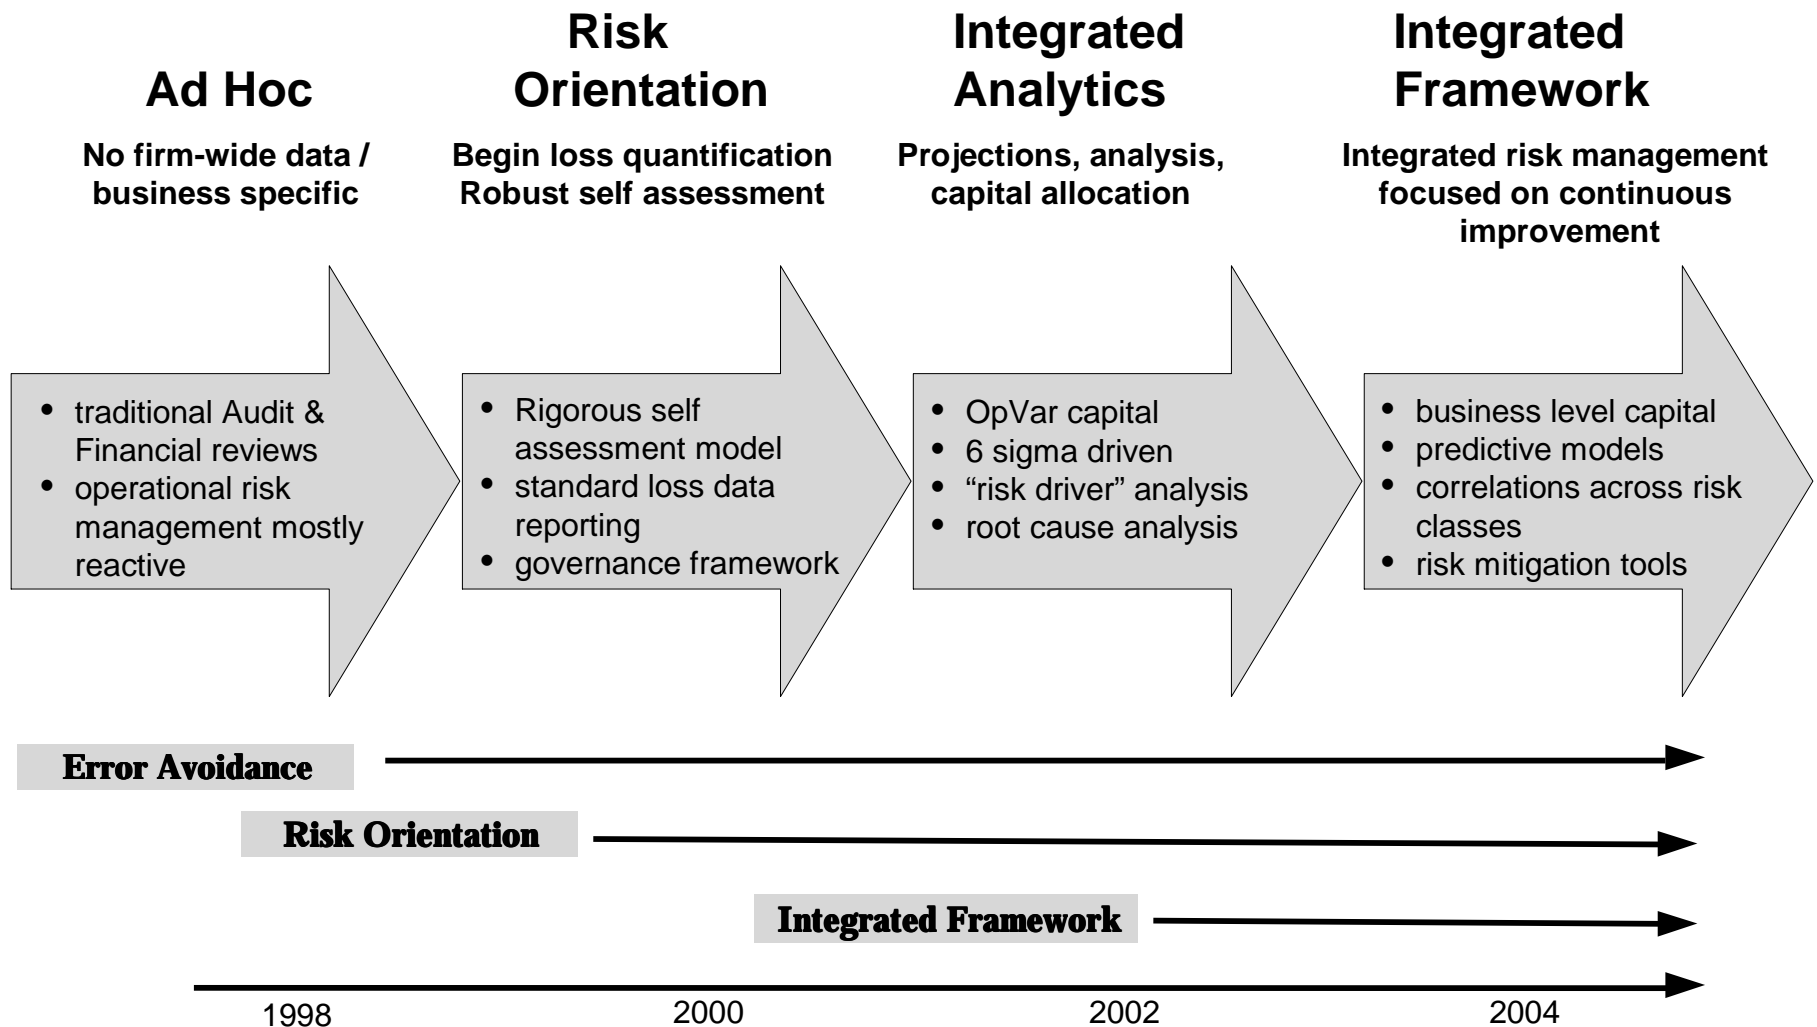 Ad Hoc
Risk
Orientation
Integrated
Analytics
Integrated
Framework
No firm-wide data /
business specific
Begin loss quantification
Robust self assessment
Projections, analysis,
capital allocation
Integrated risk management
focused on continuous
improvement
• traditional Audit &
Financial reviews
• operational risk
management mostly
reactive
• Rigorous self
assessment model
• standard loss data
reporting
• governance framework
• OpVar capital
• 6 sigma driven
• “risk driver” analysis
• root cause analysis
• business level capital
• predictive models
• correlations across risk
classes
• risk mitigation tools
Error Avoidance
Risk Orientation
Integrated Framework
1998
2000
2002
2004